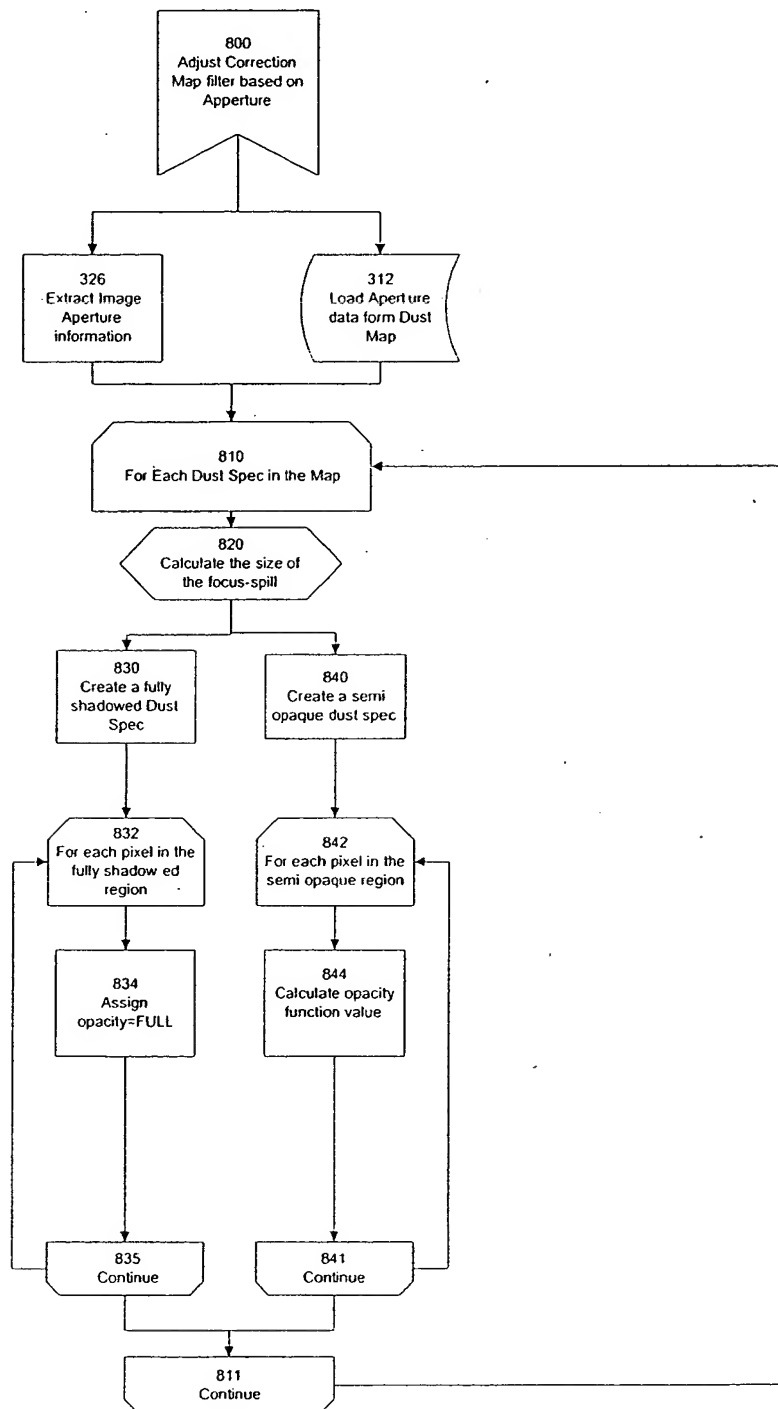 800
Adjust Correction
Map filter based on
Apperture
326
Extract Image
Aperture
information
312
Load Aperture
data form Dust
Map
810
For Each Dust Spec in the Map
820
Calculate the size of
the focus-spill
830
Create a fully
shadowed Dust
Spec
840
Create a semi
opaque dust spec
832
For each pixel in the
fully shadow ed
region
842
For each pixel in the
semi opaque region
834
Assign
opacity=FULL
844
Calculate opacity
function value
835
Continue
841
Continue
811
Continue